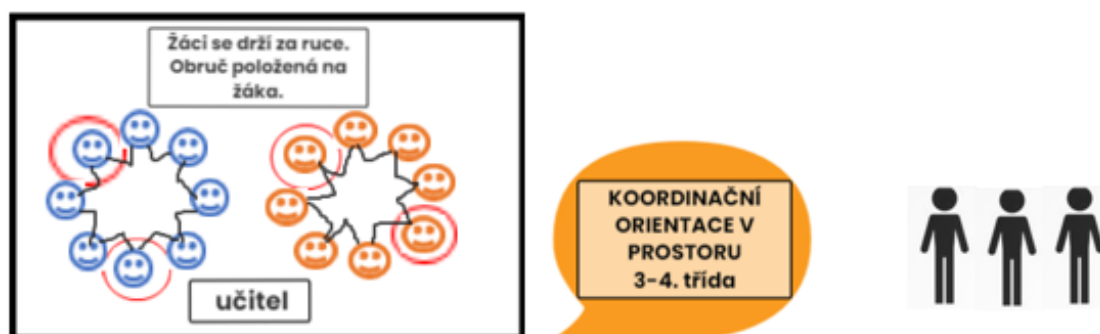 Žáci se drží za ruce.
Obruč položená na
žáka.
učitel
KOORDINAČNÍ
ORIENTACE V
PROSTORU
3-4. třída